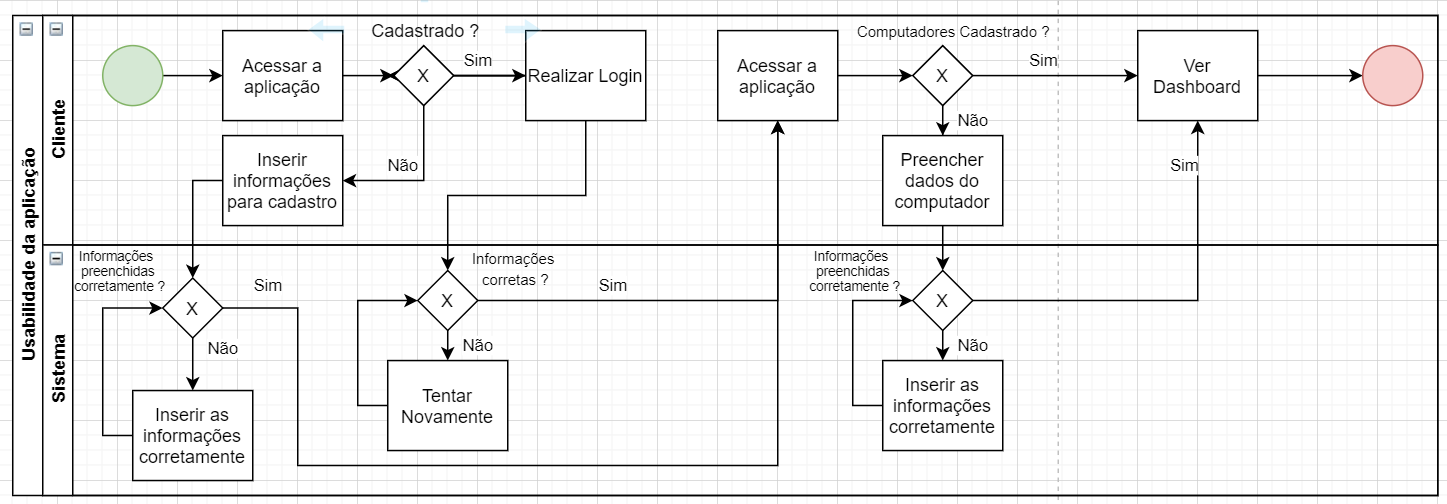 Usabilidade da aplicação
Cliente
Acessar a
aplicação
Cadastrado ?
X
Sim
Realizar Login
Não
Inserir
informações
para cadastro
Acessar a
aplicação
Computadores Cadastrado ?
X
Sim
Não
Preencher
dados do
computador
Ver
Dashboard
Sim
Sistema
Informações
preenchidas
corretamente ?
X
Sim
Não
Inserir as
informações
corretamente
Informações
corretas ?
X
Sim
Não
Tentar
Novamente
Informações
preenchidas
corretamente ?
X
Não
Inserir as
informações
corretamente